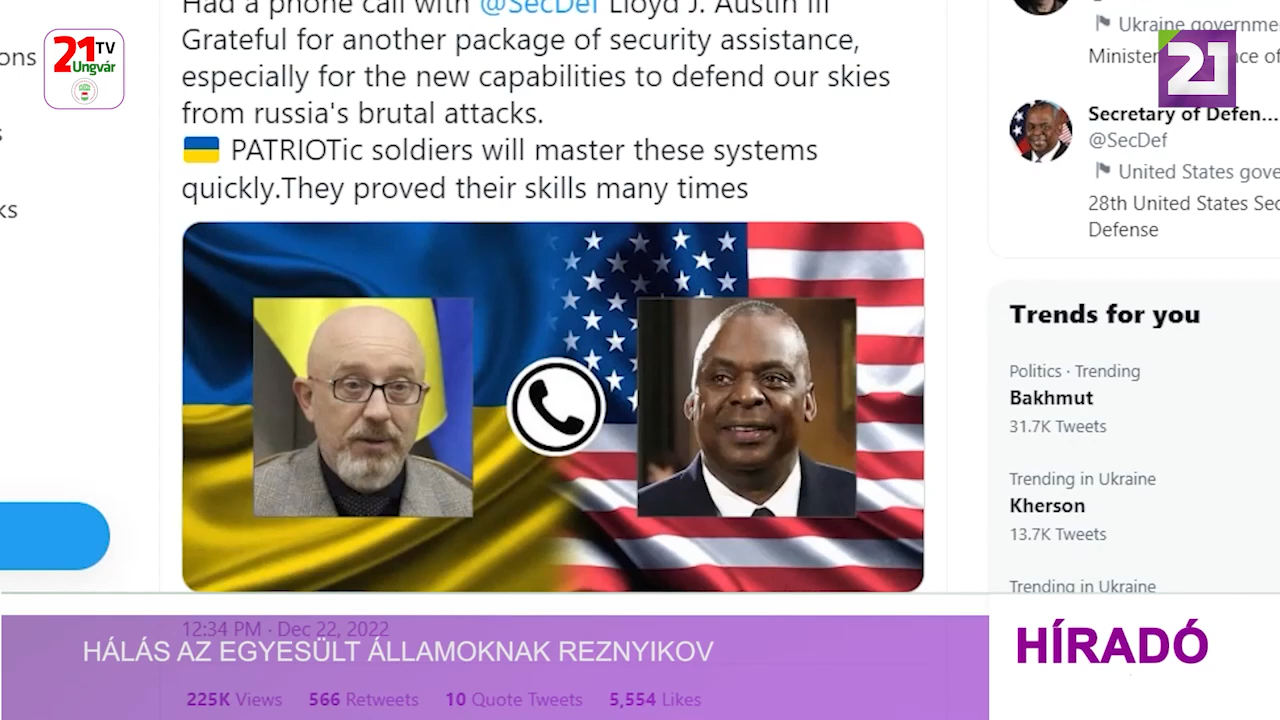 Had a phone call with @SecDef Lloyd J. Austin III
Grateful for another package of security assistance,
especially for the new capabilities to defend our skies
from russia's brutal attacks.
PATRIOTic soldiers will master these systems
quickly.They proved their skills many times
12:34 PM · Dec 22, 2022
225K Views 566 Retweets 10 Quote Tweets 5,554 Likes
ons
ks
21 TV
Ungvár
21
Ukraine governme
Minister
ce of
Secretary of Defen...
@SecDef
United States gove
28th United States Sec
Defense
Trends for you
Politics · Trending
Bakhmut
31.7K Tweets
Trending in Ukraine
Kherson
13.7K Tweets
Trending in Ukraine
HÁLÁS AZ EGYESÜLT ÁLLAMOKNAK REZNYIKOV
HÍRADÓ